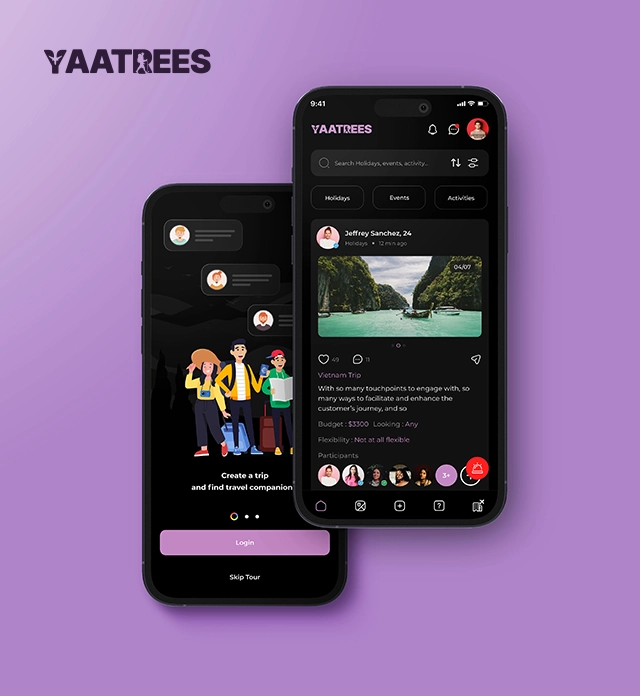 YAATREES
9:41
YAATREES
Search Holidays, events, activity..
Holidays
Events
Activities
Jeffrey Sanchez, 24
Holidays • 12 min ago
04/07
49
11
Vietnam Trip
With so many touchpoints to engage with, so
many ways to facilitate and enhance the
customer's journey, and so
Budget : $3300 Looking : Any
Flexibility : Not at all flexible
Participants
3+
Create a trip
and find travel companion
Login
Skip Tour